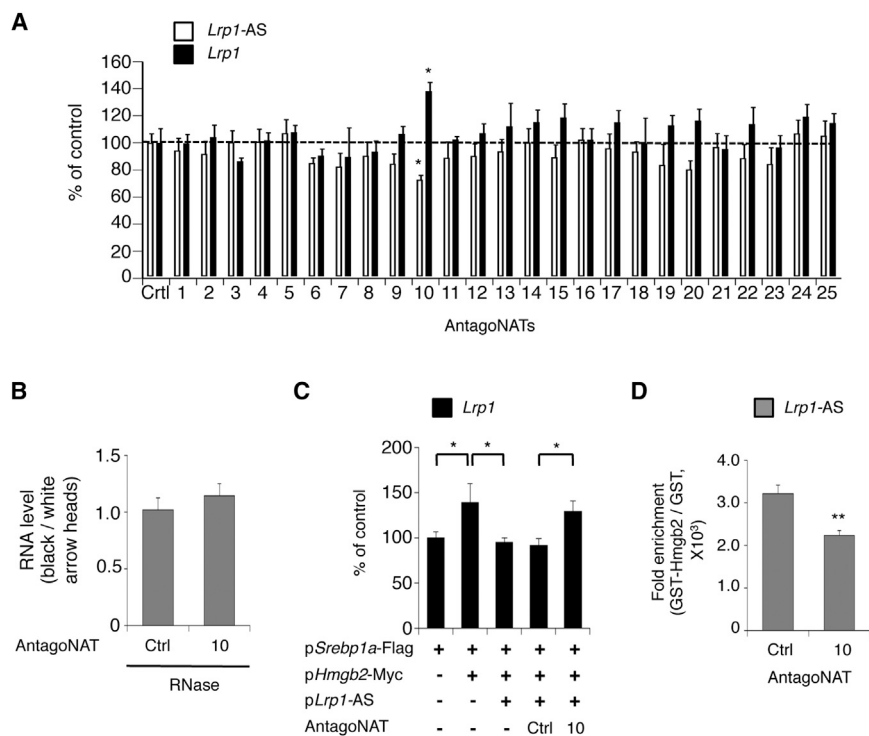 A
Lrp1-AS
Lrp1
% of control
160
140
120
100
80
60
40
20
0
*
*
Crtl 1 2 3 4 5 6 7 8 9 10 11 12 13 14 15 16 17 18 19 20 21 22 23 24 25
AntagoNATs
B
RNA level
(black / white
arrow heads)
1.5
1.0
0.5
0
AntagoNAT Ctrl 10
RNase
C
Lrp1
% of control
200
150
100
50
0
* * *
pSrebp1a-Flag + + + + +
pHmgb2-Myc - + + + +
pLrp1-AS - - + + +
AntagoNAT - - - Ctrl 10
D
Lrp1-AS
Fold enrichment
(GST-Hmgb2 / GST,
X10³)
4.0
3.0
2.0
1.0
0
**
Ctrl 10
AntagoNAT